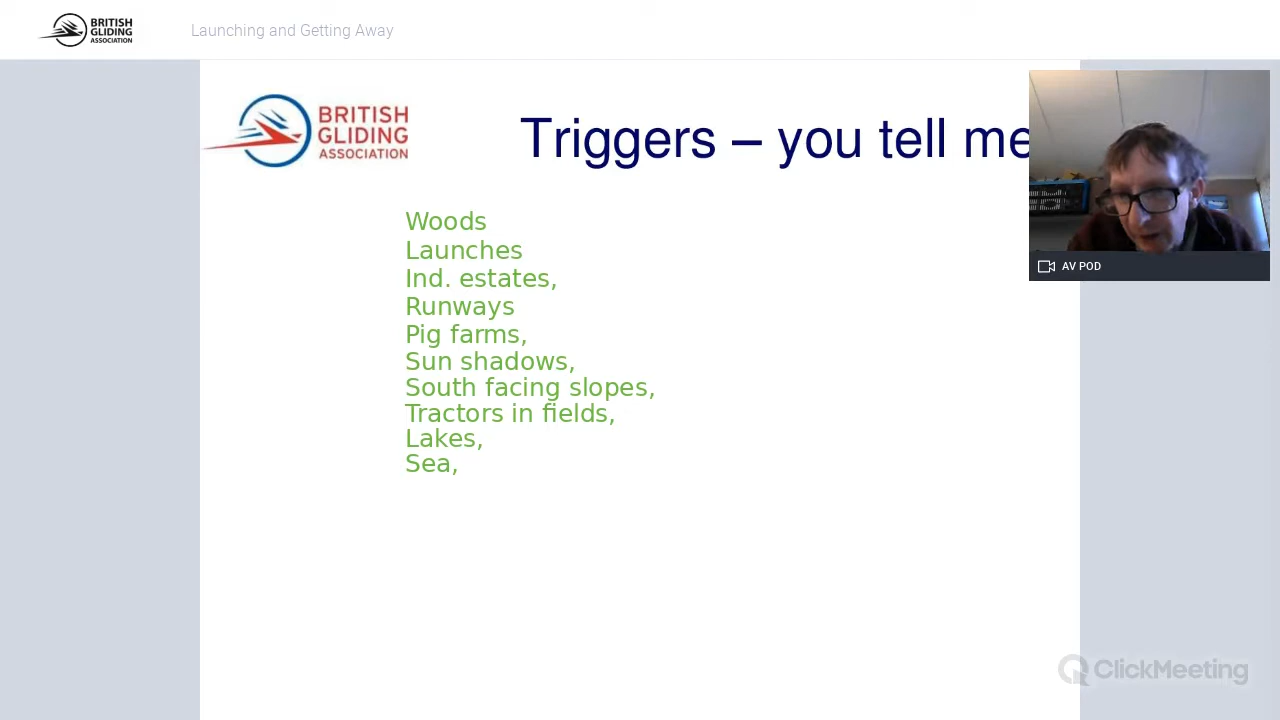 BRITISH
GLIDING
ASSOCIATION
Launching and Getting Away
BRITISH
GLIDING
ASSOCIATION
Triggers – you tell me
Woods
Launches
Ind. estates,
Runways
Pig farms,
Sun shadows,
South facing slopes,
Tractors in fields,
Lakes,
Sea,
AV POD
ClickMeeting